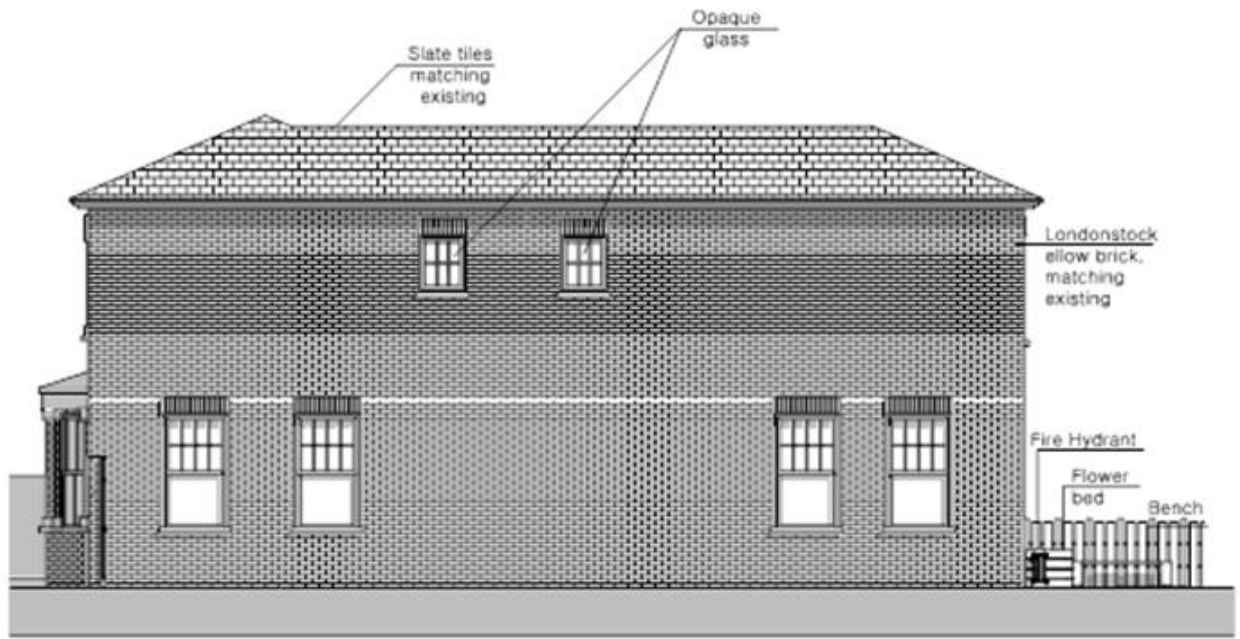 Opaque
glass
Slate tiles
matching
existing
Londonstock
ellow brick,
matching
existing
Fire Hydrant
Flower
bed
Bench